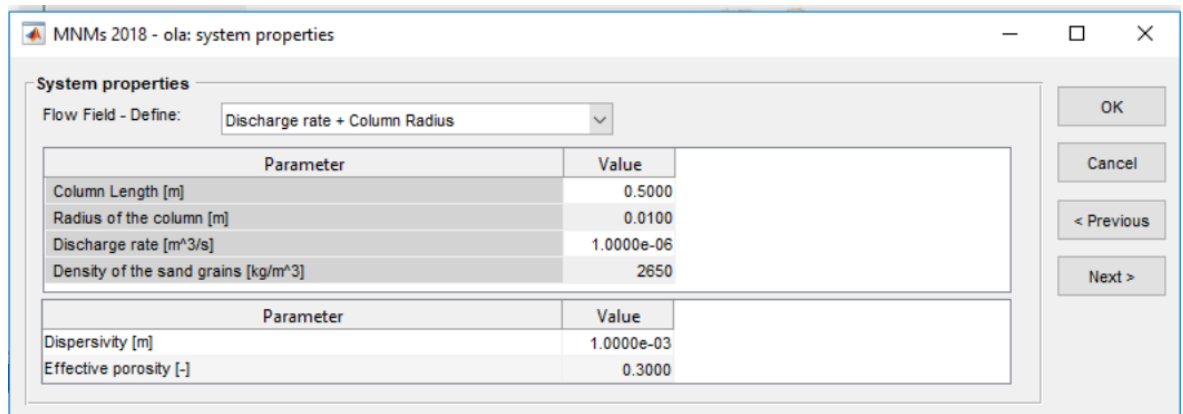 MNMs 2018 - ola: system properties
System properties
Flow Field - Define: Discharge rate + Column Radius
OK
Parameter Value
Cancel
Column Length [m] 0.5000
Radius of the column [m] 0.0100
< Previous
Discharge rate [m^3/s] 1.0000e-06
Density of the sand grains [kg/m^3] 2650
Next >
Parameter Value
Dispersivity [m] 1.0000e-03
Effective porosity [-] 0.3000